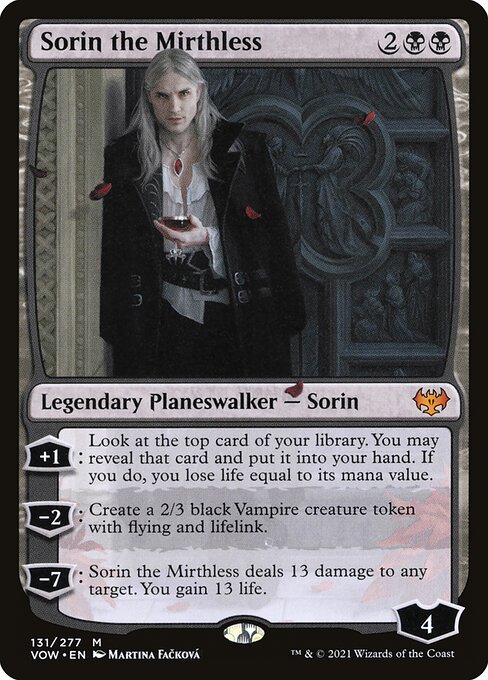 Sorin the Mirthless 2
Legendary Planeswalker — Sorin
+1 : Look at the top card of your library. You may
reveal that card and put it into your hand. If
you do, you lose life equal to its mana value.
−2 : Create a 2/3 black Vampire creature token
with flying and lifelink.
−7 : Sorin the Mirthless deals 13 damage to any
target. You gain 13 life.
4
131/277 M
VOW • EN Martina Fačková
™ & © 2021 Wizards of the Coast